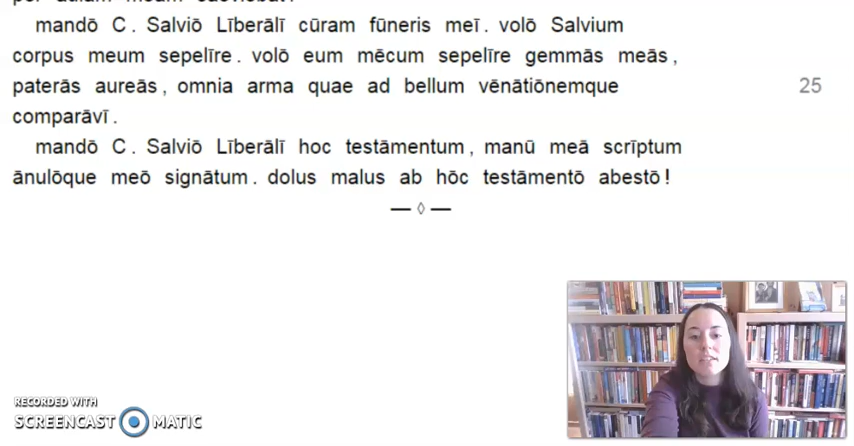 mandō C. Salviō Līberālī cūram fūneris meī. volō Salvium
corpus meum sepelīre. volō eum mēcum sepelīre gemmās meās,
paterās aureās, omnia arma quae ad bellum vēnātiōnemque 25
comparāvī.
mandō C. Salviō Līberālī hoc testāmentum, manū meā scrīptum
ānulōque meō signātum. dolus malus ab hōc testāmentō abestō!
RECORDED WITH
SCREENCAST MATIC